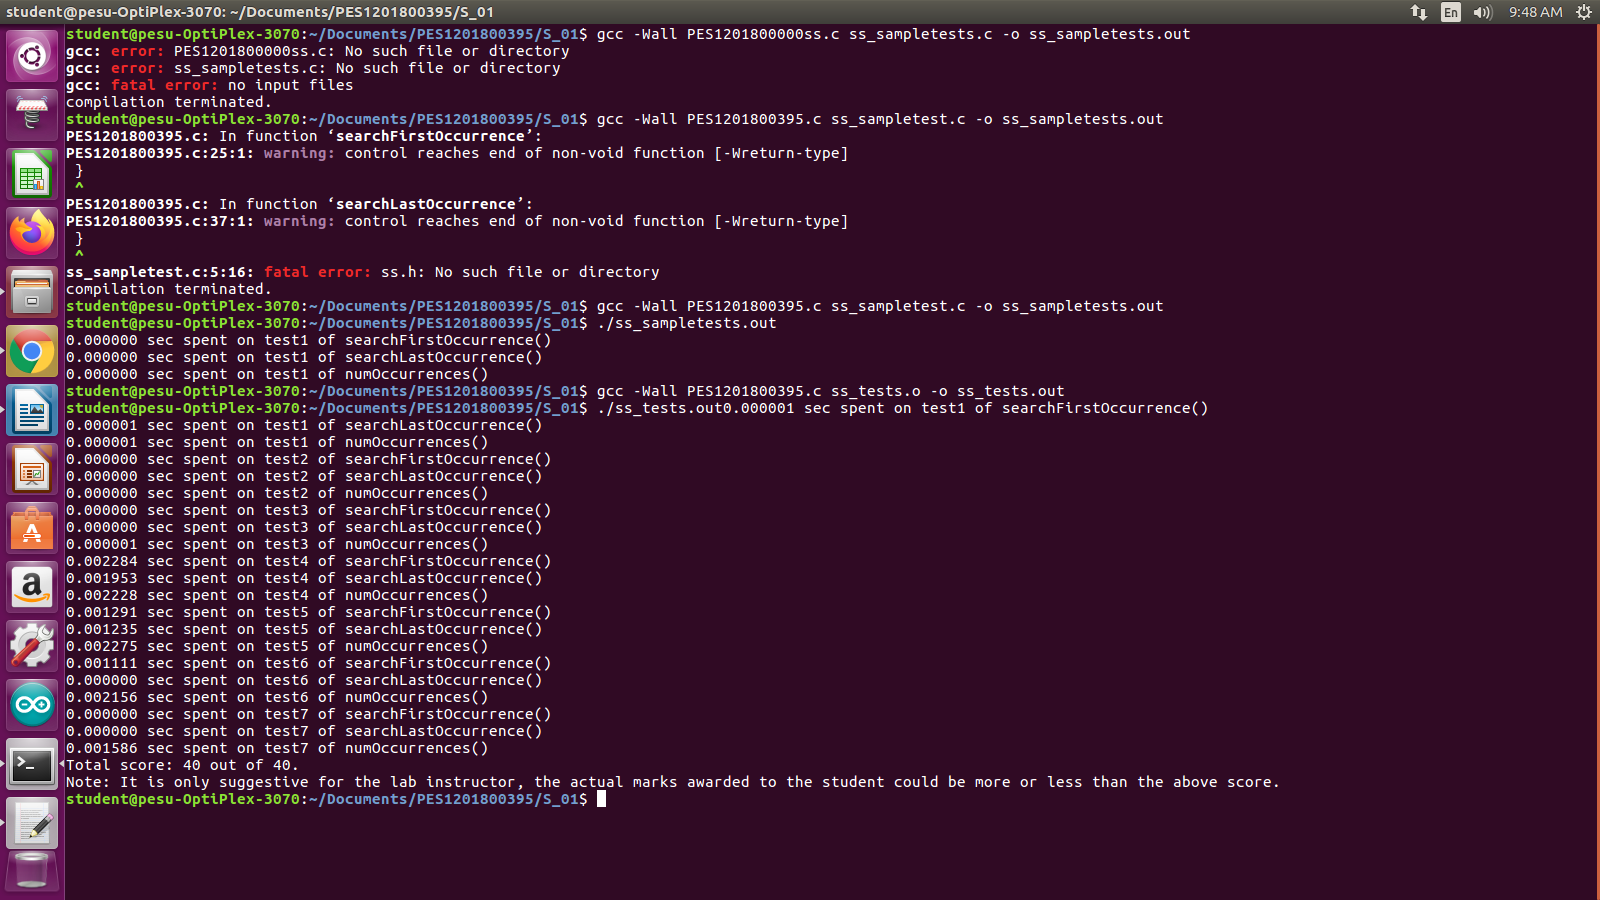 student@pesu-OptiPlex-3070: ~/Documents/PES1201800395/S_01
En
9:48 AM
student@pesu-OptiPlex-3070:~/Documents/PES1201800395/S_01$ gcc -Wall PES1201800000ss.c ss_sampletests.c -o ss_sampletests.out
gcc: error: PES1201800000ss.c: No such file or directory
gcc: error: ss_sampletests.c: No such file or directory
gcc: fatal error: no input files
compilation terminated.
student@pesu-OptiPlex-3070:~/Documents/PES1201800395/S_01$ gcc -Wall PES1201800395.c ss_sampletest.c -o ss_sampletests.out
PES1201800395.c: In function ‘searchFirstOccurrence’:
PES1201800395.c:25:1: warning: control reaches end of non-void function [-Wreturn-type]
 }
 ^
PES1201800395.c: In function ‘searchLastOccurrence’:
PES1201800395.c:37:1: warning: control reaches end of non-void function [-Wreturn-type]
 }
 ^
ss_sampletest.c:5:16: fatal error: ss.h: No such file or directory
compilation terminated.
student@pesu-OptiPlex-3070:~/Documents/PES1201800395/S_01$ gcc -Wall PES1201800395.c ss_sampletest.c -o ss_sampletests.out
student@pesu-OptiPlex-3070:~/Documents/PES1201800395/S_01$ ./ss_sampletests.out
0.000000 sec spent on test1 of searchFirstOccurrence()
0.000000 sec spent on test1 of searchLastOccurrence()
0.000000 sec spent on test1 of numOccurrences()
student@pesu-OptiPlex-3070:~/Documents/PES1201800395/S_01$ gcc -Wall PES1201800395.c ss_tests.o -o ss_tests.out
student@pesu-OptiPlex-3070:~/Documents/PES1201800395/S_01$ ./ss_tests.out0.000001 sec spent on test1 of searchFirstOccurrence()
0.000001 sec spent on test1 of searchLastOccurrence()
0.000001 sec spent on test1 of numOccurrences()
0.000000 sec spent on test2 of searchFirstOccurrence()
0.000000 sec spent on test2 of searchLastOccurrence()
0.000000 sec spent on test2 of numOccurrences()
0.000000 sec spent on test3 of searchFirstOccurrence()
0.000000 sec spent on test3 of searchLastOccurrence()
0.000001 sec spent on test3 of numOccurrences()
0.002284 sec spent on test4 of searchFirstOccurrence()
0.001953 sec spent on test4 of searchLastOccurrence()
0.002228 sec spent on test4 of numOccurrences()
0.001291 sec spent on test5 of searchFirstOccurrence()
0.001235 sec spent on test5 of searchLastOccurrence()
0.002275 sec spent on test5 of numOccurrences()
0.001111 sec spent on test6 of searchFirstOccurrence()
0.000000 sec spent on test6 of searchLastOccurrence()
0.002156 sec spent on test6 of numOccurrences()
0.000000 sec spent on test7 of searchFirstOccurrence()
0.000000 sec spent on test7 of searchLastOccurrence()
0.001586 sec spent on test7 of numOccurrences()
Total score: 40 out of 40.
Note: It is only suggestive for the lab instructor, the actual marks awarded to the student could be more or less than the above score.
student@pesu-OptiPlex-3070:~/Documents/PES1201800395/S_01$